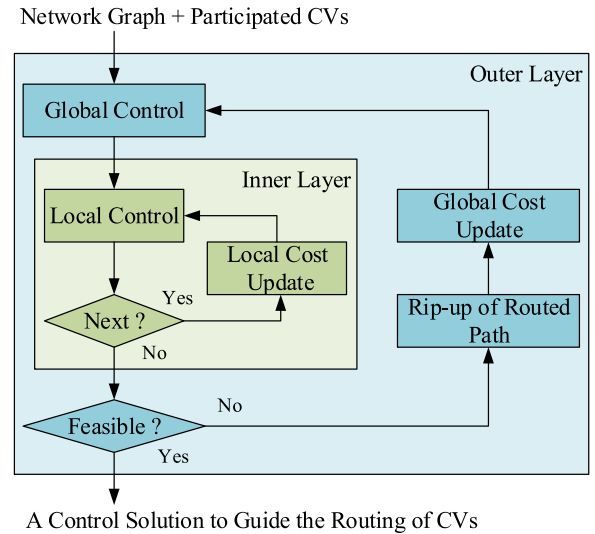 Network Graph + Participated CVs
Outer Layer
Global Control
Inner Layer
Local Control
Local Cost
Update
Next ?
Yes
No
Global Cost
Update
Rip-up of Routed
Path
Feasible ?
No
Yes
A Control Solution to Guide the Routing of CVs